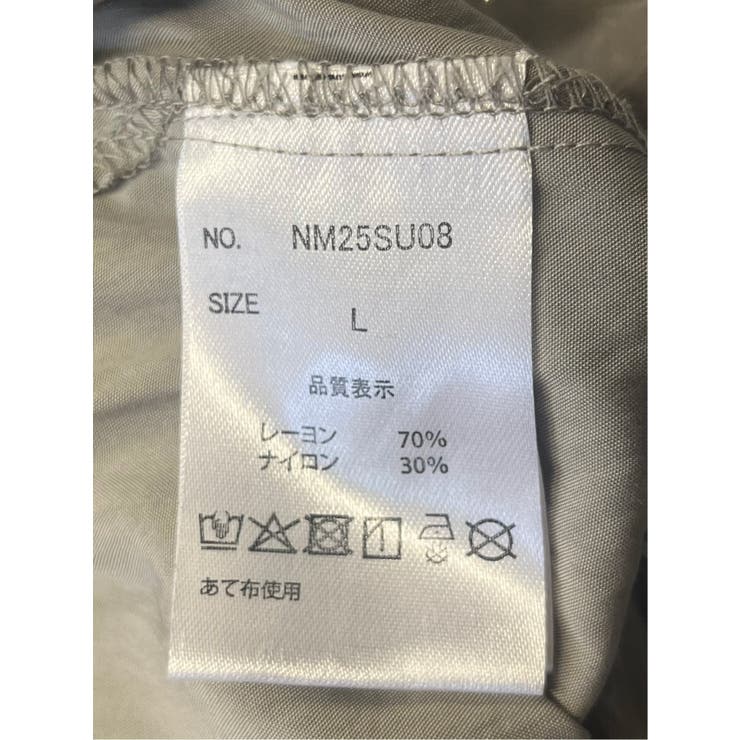 NO. NM25SU08
SIZE L
品質表示
レーヨン 70%
ナイロン 30%
あて布使用